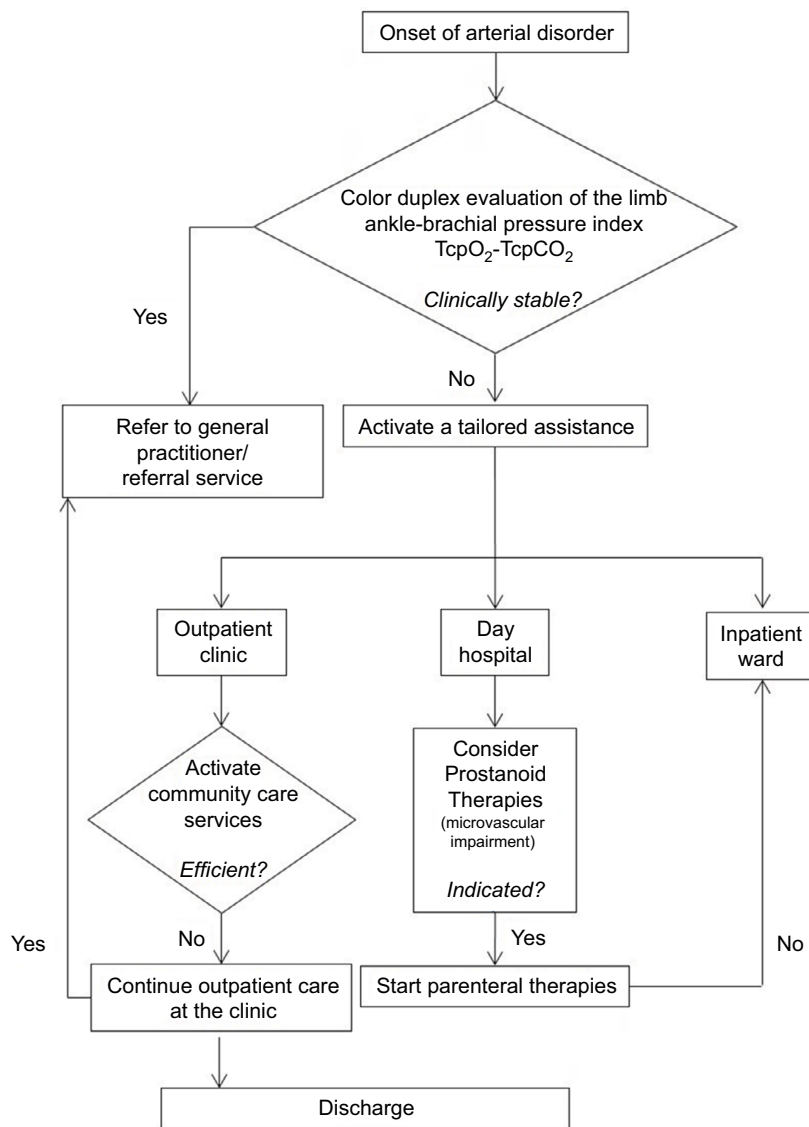 Onset of arterial disorder
Color duplex evaluation of the limb
ankle-brachial pressure index
TcpO₂-TcpCO₂
Clinically stable?
Yes
No
Refer to general
practitioner/
referral service
Activate a tailored assistance
Outpatient
clinic
Day
hospital
Inpatient
ward
Activate
community care
services
Efficient?
Consider
Prostanoid
Therapies
(microvascular
impairment)
Indicated?
Yes
No
Yes
No
Continue outpatient care
at the clinic
Start parenteral therapies
Discharge